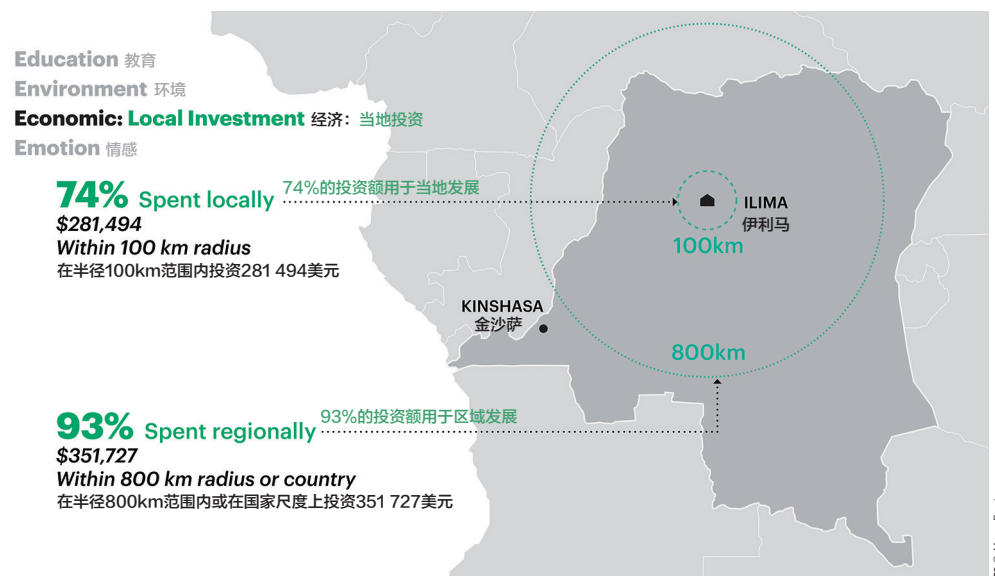 Education 教育
Environment 环境
Economic: Local Investment 经济：当地投资
Emotion 情感
74% Spent locally 74%的投资额用于当地发展
$281,494
Within 100 km radius
在半径100km范围内投资281 494美元
ILIMA
伊利马
100km
KINSHASA
金沙萨
800km
93% Spent regionally 93%的投资额用于区域发展
$351,727
Within 800 km radius or country
在半径800km范围内或在国家尺度上投资351 727美元